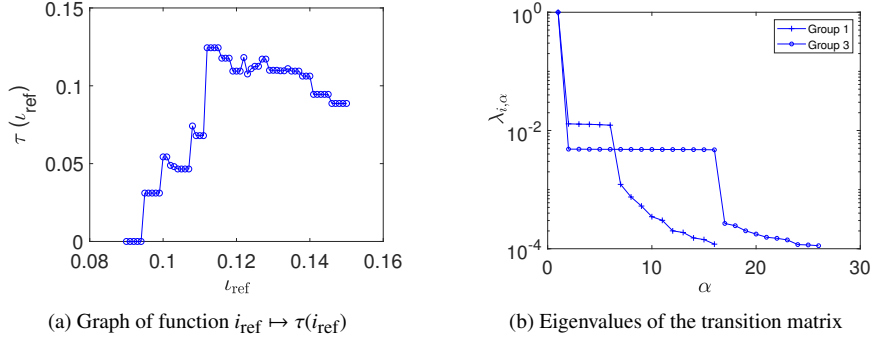 0.15
0.1
0.05
0
0.08
0.1
0.12
0.14
0.16
τ (ι_ref)
ι_ref
(a) Graph of function i_ref ↦ τ(i_ref)
10^0
10^-2
10^-4
0
10
20
30
λ_i,α
α
Group 1
Group 3
(b) Eigenvalues of the transition matrix